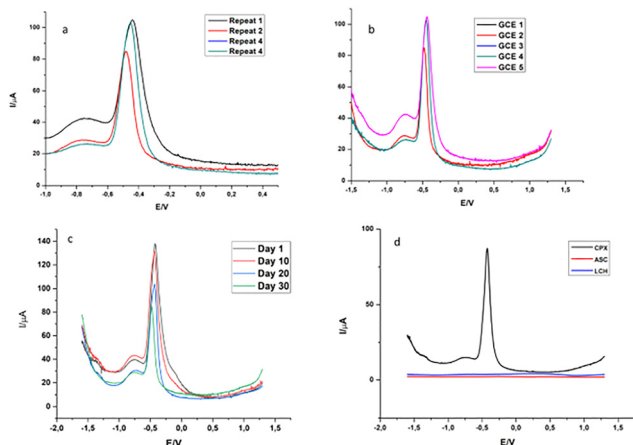 a
Repeat 1
Repeat 2
Repeat 4
Repeat 4
I/µA
100
80
60
40
20
0
-1,0 -0,8 -0,6 -0,4 -0,2 0,0 0,2 0,4
E/V
b
GCE 1
GCE 2
GCE 3
GCE 4
GCE 5
I/µA
100
50
0
-1,5 -1,0 -0,5 0,0 0,5 1,0 1,5
E/V
c
Day 1
Day 10
Day 20
Day 30
I/µA
140
120
100
80
60
40
20
0
-2,0 -1,5 -1,0 -0,5 0,0 0,5 1,0 1,5
E/V
d
CPX
ASC
LCH
I/µA
100
50
0
-2,0 -1,5 -1,0 -0,5 0,0 0,5 1,0 1,5
E/V